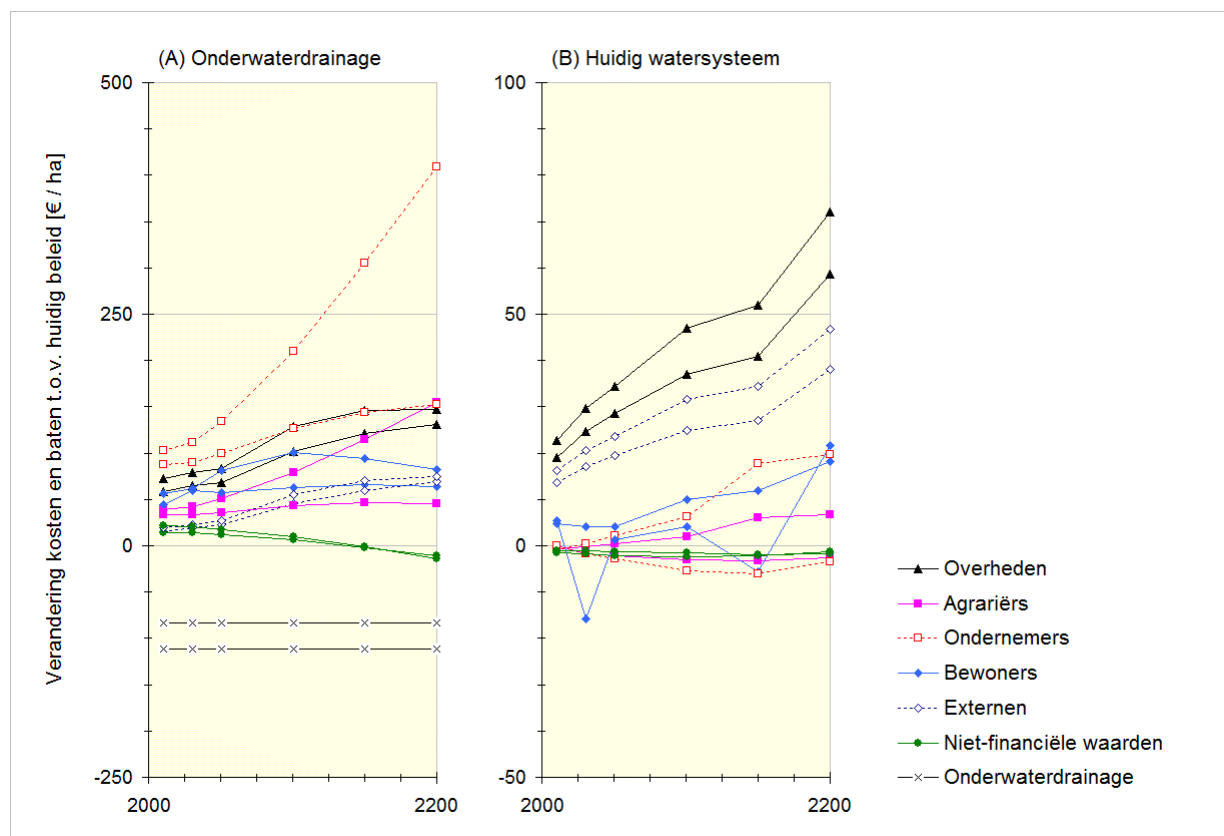 (A) Onderwaterdrainage
(B) Huidig watersysteem
Verandering kosten en baten t.o.v. huidig beleid [€ / ha]
500
250
0
-250
2000
2200
100
50
0
-50
2000
2200
Overheden
Agrariërs
Ondernemers
Bewoners
Externen
Niet-financiële waarden
Onderwaterdrainage